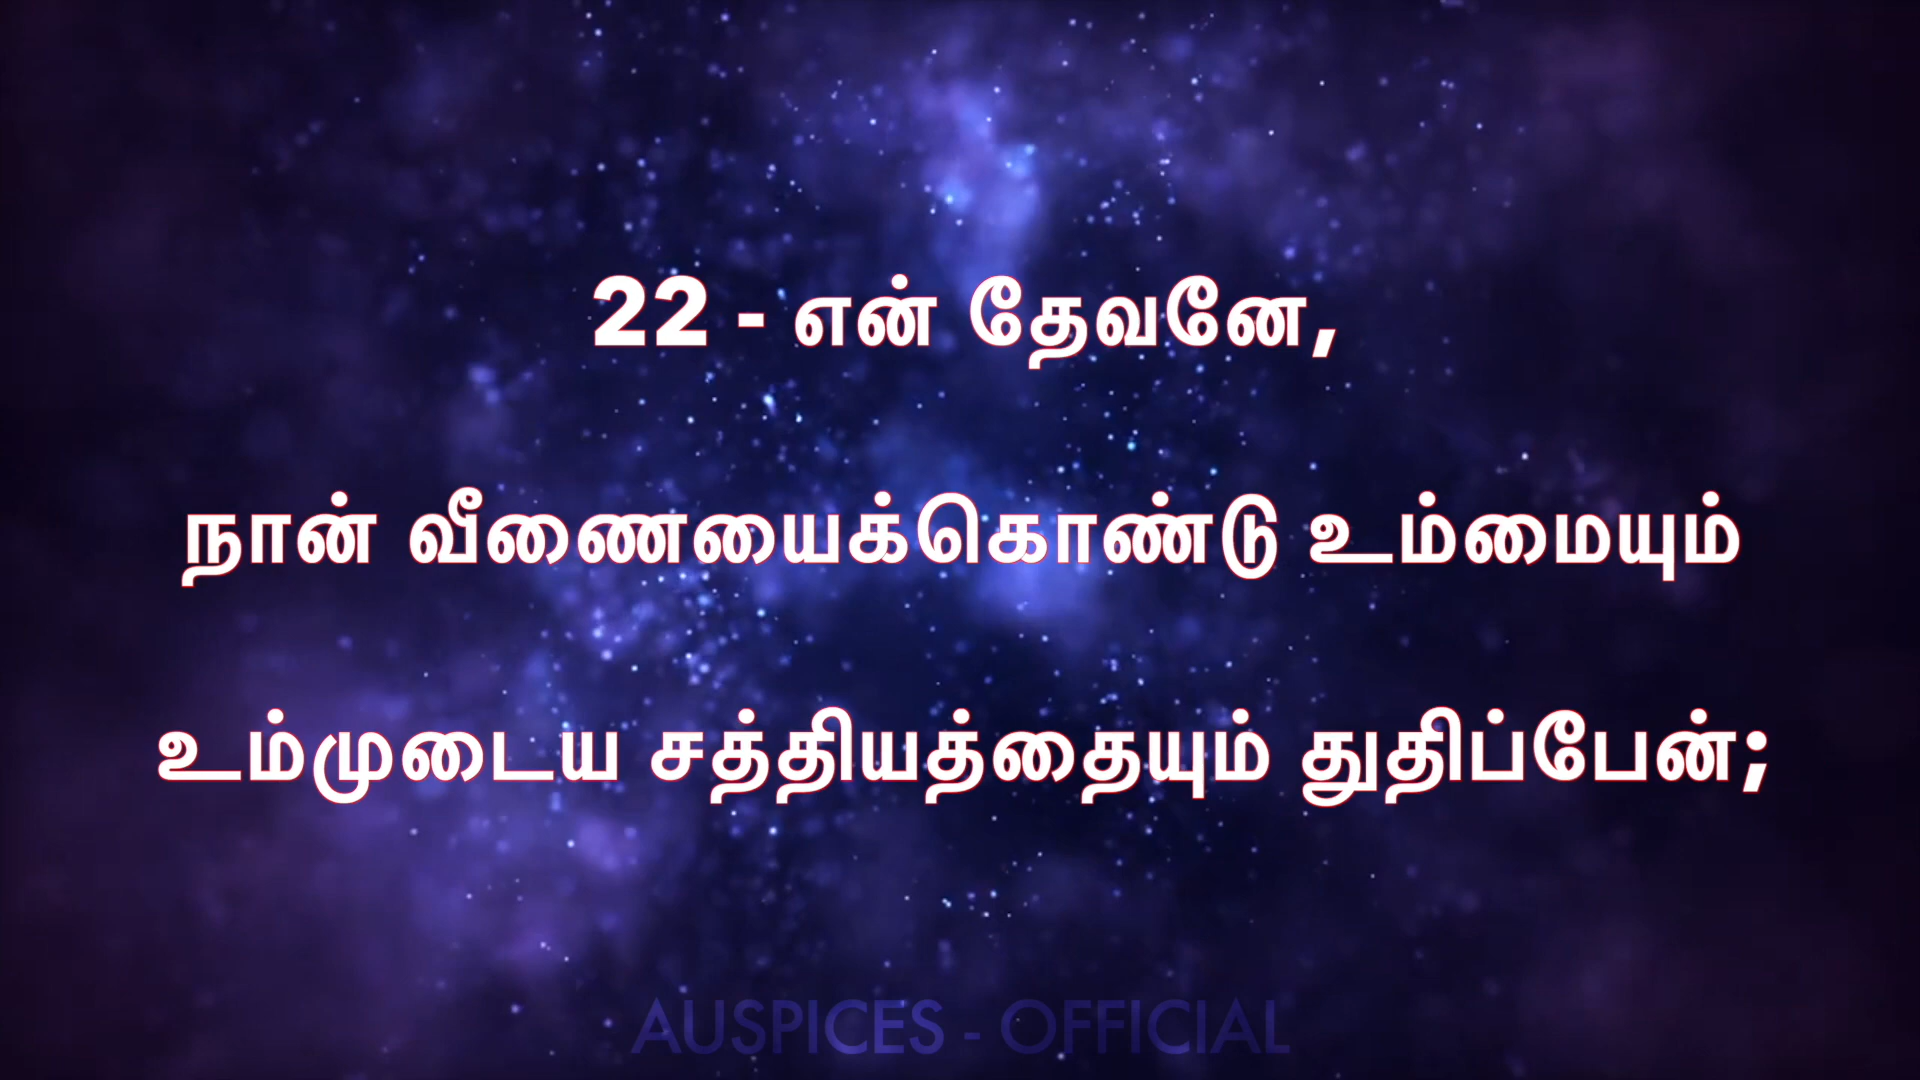 22 - என் தேவனே,
நான் வீணையைக்கொண்டு உம்மையும்
உம்முடைய சத்தியத்தையும் துதிப்பேன்;
AUSPICES - OFFICIAL